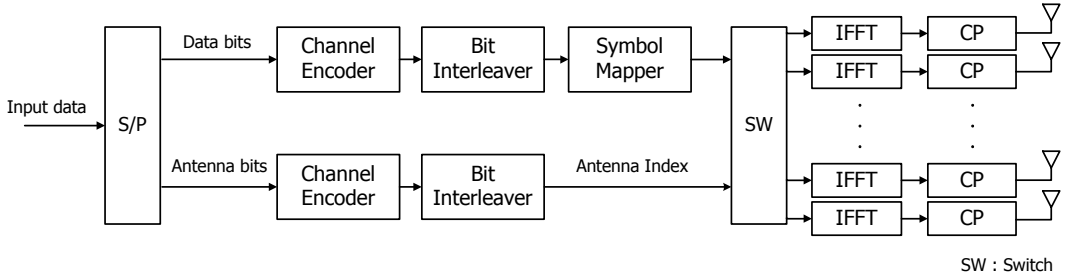 Input data
S/P
Data bits
Channel
Encoder
Bit
Interleaver
Symbol
Mapper
Antenna bits
Channel
Encoder
Bit
Interleaver
Antenna Index
SW
IFFT
CP
IFFT
CP
IFFT
CP
IFFT
CP
SW : Switch